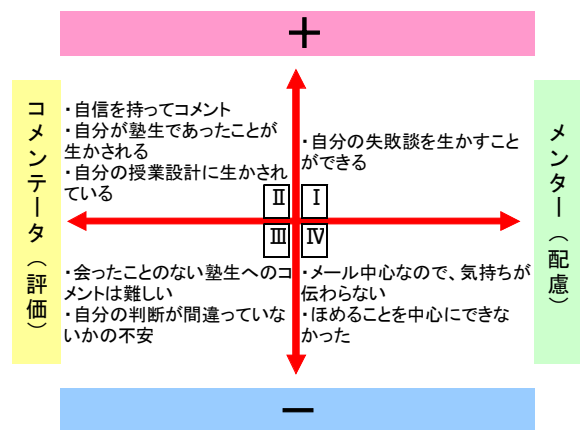 ＋
コメンテータ（評価）
・自信を持ってコメント
・自分が塾生であったことが
生かされる
・自分の授業設計に生かされ
ている
・自分の失敗談を生かすこと
ができる
メンター（配慮）
Ⅱ
Ⅰ
Ⅲ
Ⅳ
・会ったことのない塾生へのコ
メントは難しい
・自分の判断が間違っていな
いかの不安
・メール中心なので、気持ちが
伝わらない
・ほめることを中心にできな
かった
－